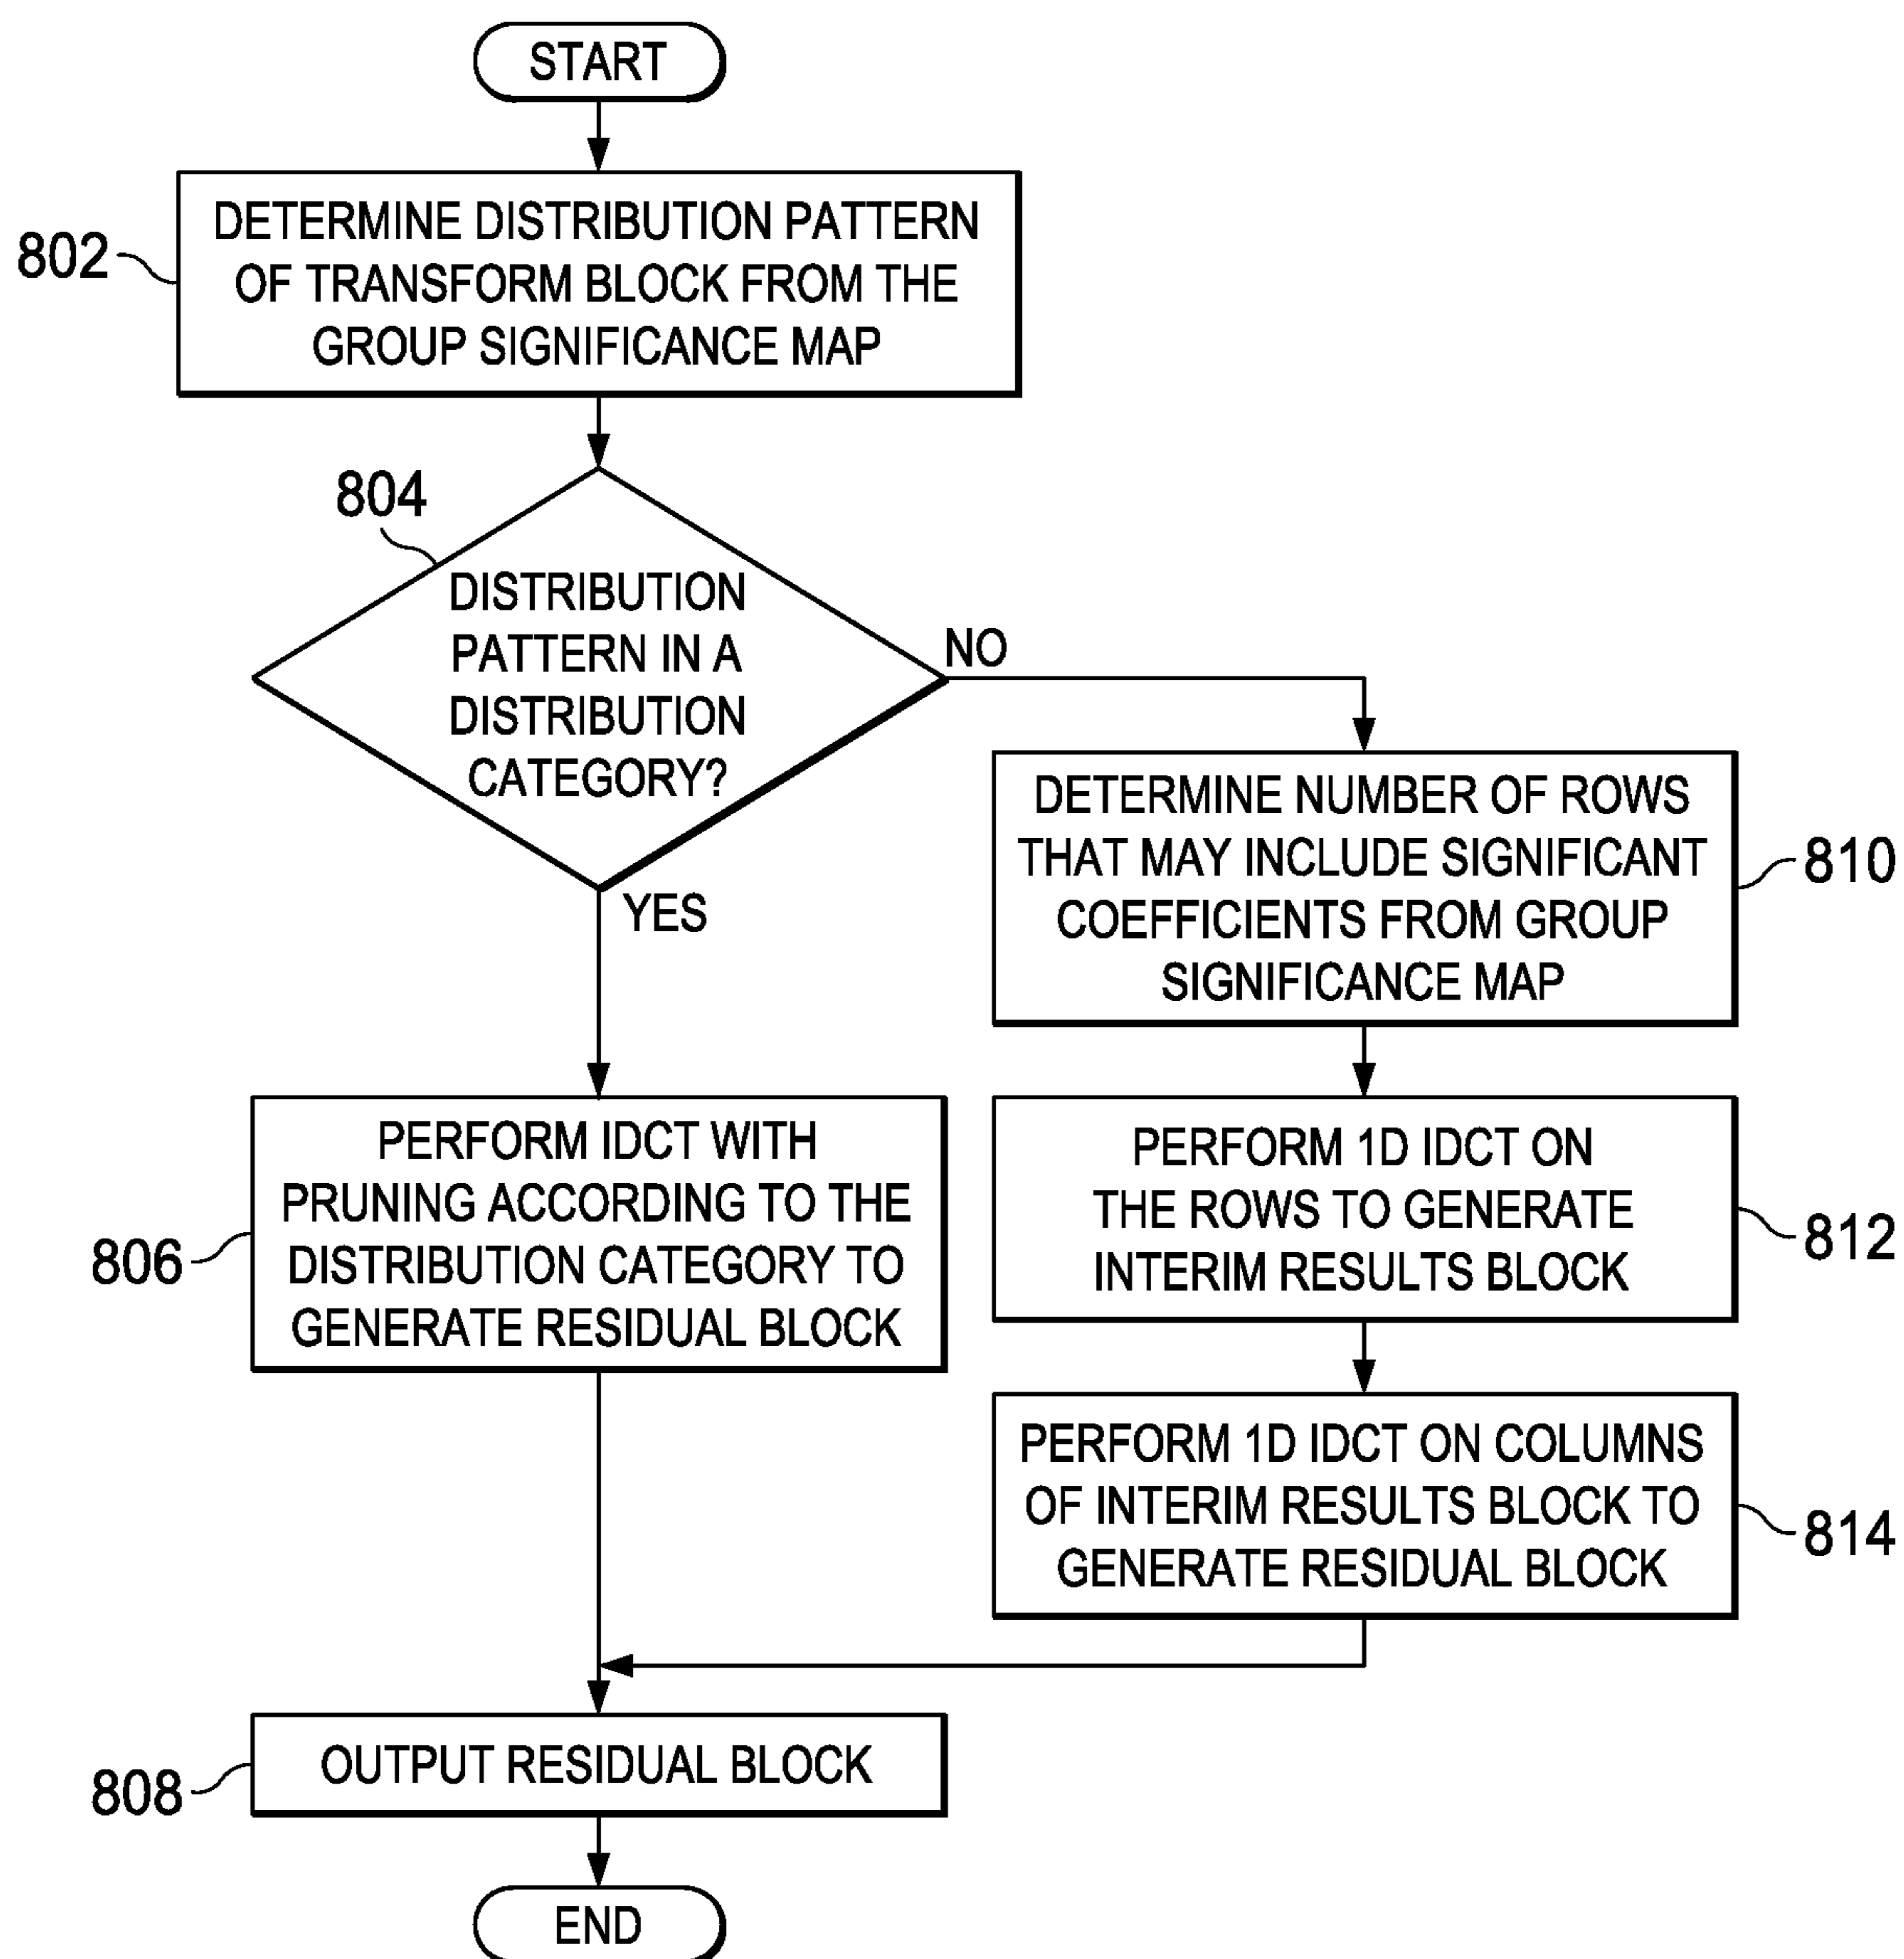 START
802
DETERMINE DISTRIBUTION PATTERN
OF TRANSFORM BLOCK FROM THE
GROUP SIGNIFICANCE MAP
804
DISTRIBUTION
PATTERN IN A
DISTRIBUTION
CATEGORY?
NO
YES
DETERMINE NUMBER OF ROWS
THAT MAY INCLUDE SIGNIFICANT
COEFFICIENTS FROM GROUP
SIGNIFICANCE MAP
810
PERFORM IDCT WITH
PRUNING ACCORDING TO THE
DISTRIBUTION CATEGORY TO
GENERATE RESIDUAL BLOCK
806
PERFORM 1D IDCT ON
THE ROWS TO GENERATE
INTERIM RESULTS BLOCK
812
PERFORM 1D IDCT ON COLUMNS
OF INTERIM RESULTS BLOCK TO
GENERATE RESIDUAL BLOCK
814
OUTPUT RESIDUAL BLOCK
808
END